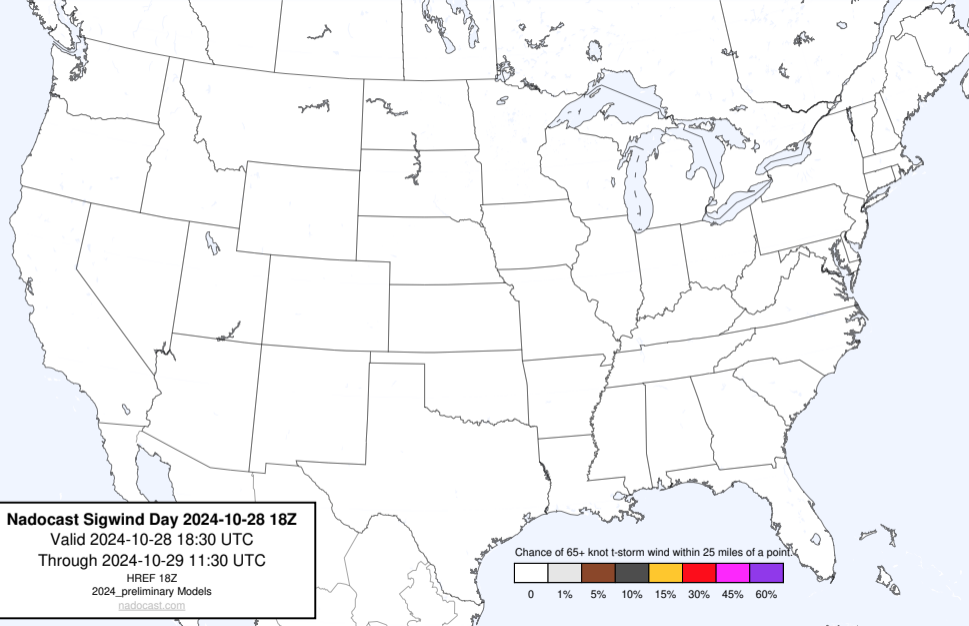 Nadocast Sigwind Day 2024-10-28 18Z
Valid 2024-10-28 18:30 UTC
Through 2024-10-29 11:30 UTC
HREF 18Z
2024_preliminary Models
nadocast.com
Chance of 65+ knot t-storm wind within 25 miles of a point.
0 1% 5% 10% 15% 30% 45% 60%